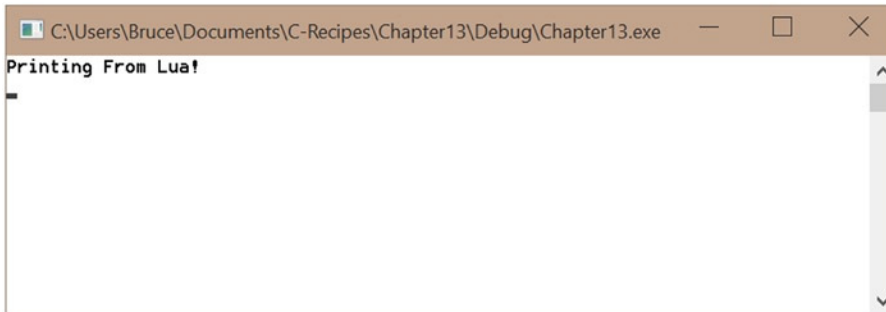 C:\Users\Bruce\Documents\C-Recipes\Chapter13\Debug\Chapter13.exe
Printing From Lua!